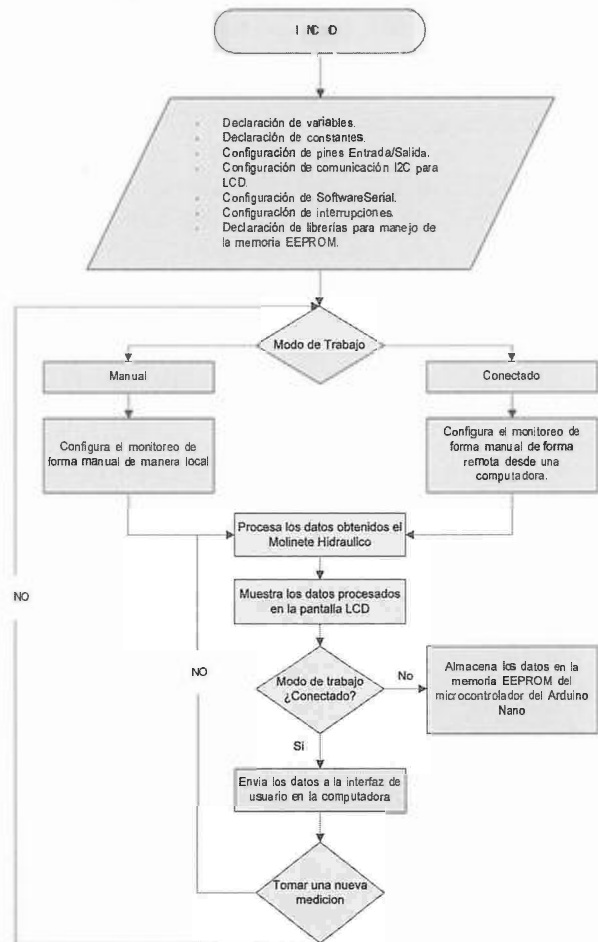 INICIO
- Declaración de variables.
- Declaración de constantes.
- Configuración de pines Entrada/Salida.
- Configuración de comunicación I2C para
LCD.
- Configuración de SoftwareSerial.
- Configuración de interrupciones.
- Declaración de librerías para manejo de
la memoria EEPROM.
Modo de Trabajo
Manual
Conectado
Configura el monitoreo de
forma manual de manera local
Configura el monitoreo de
forma manual de forma
remota desde una
computadora.
Procesa los datos obtenidos el
Molinete Hidraulico
Muestra los datos procesados
en la pantalla LCD
NO
NO
Modo de trabajo
¿Conectado?
No
Almacena los datos en la
memoria EEPROM del
microcontrolador del Arduino
Nano
Si
Envia los datos a la interfaz de
usuario en la computadora
Tomar una nueva
medicion